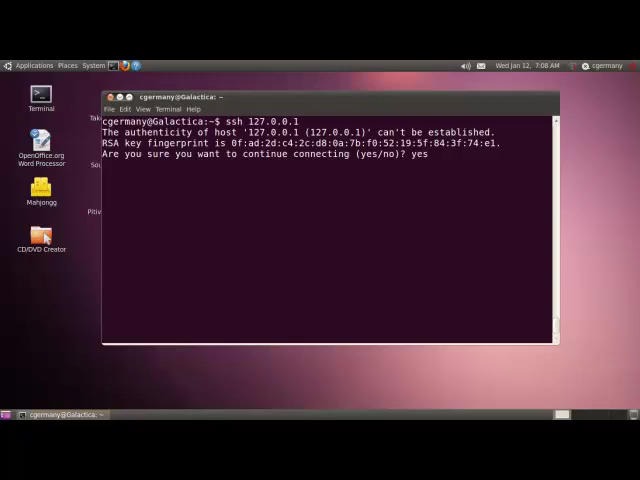 Applications Places System Wed Jan 12, 7:08 AM cgermany
Terminal
OpenOffice.org
Word Processor
Mahjongg
CD/DVD Creator
Take
Sou
Pitiv
cgermany@Galactica: ~
File Edit View Terminal Help
cgermany@Galactica:~$ ssh 127.0.0.1
The authenticity of host '127.0.0.1 (127.0.0.1)' can't be established.
RSA key fingerprint is 0f:ad:2d:c4:2c:d8:0a:7b:f0:52:19:5f:84:3f:74:e1.
Are you sure you want to continue connecting (yes/no)? yes
cgermany@Galactica: ~